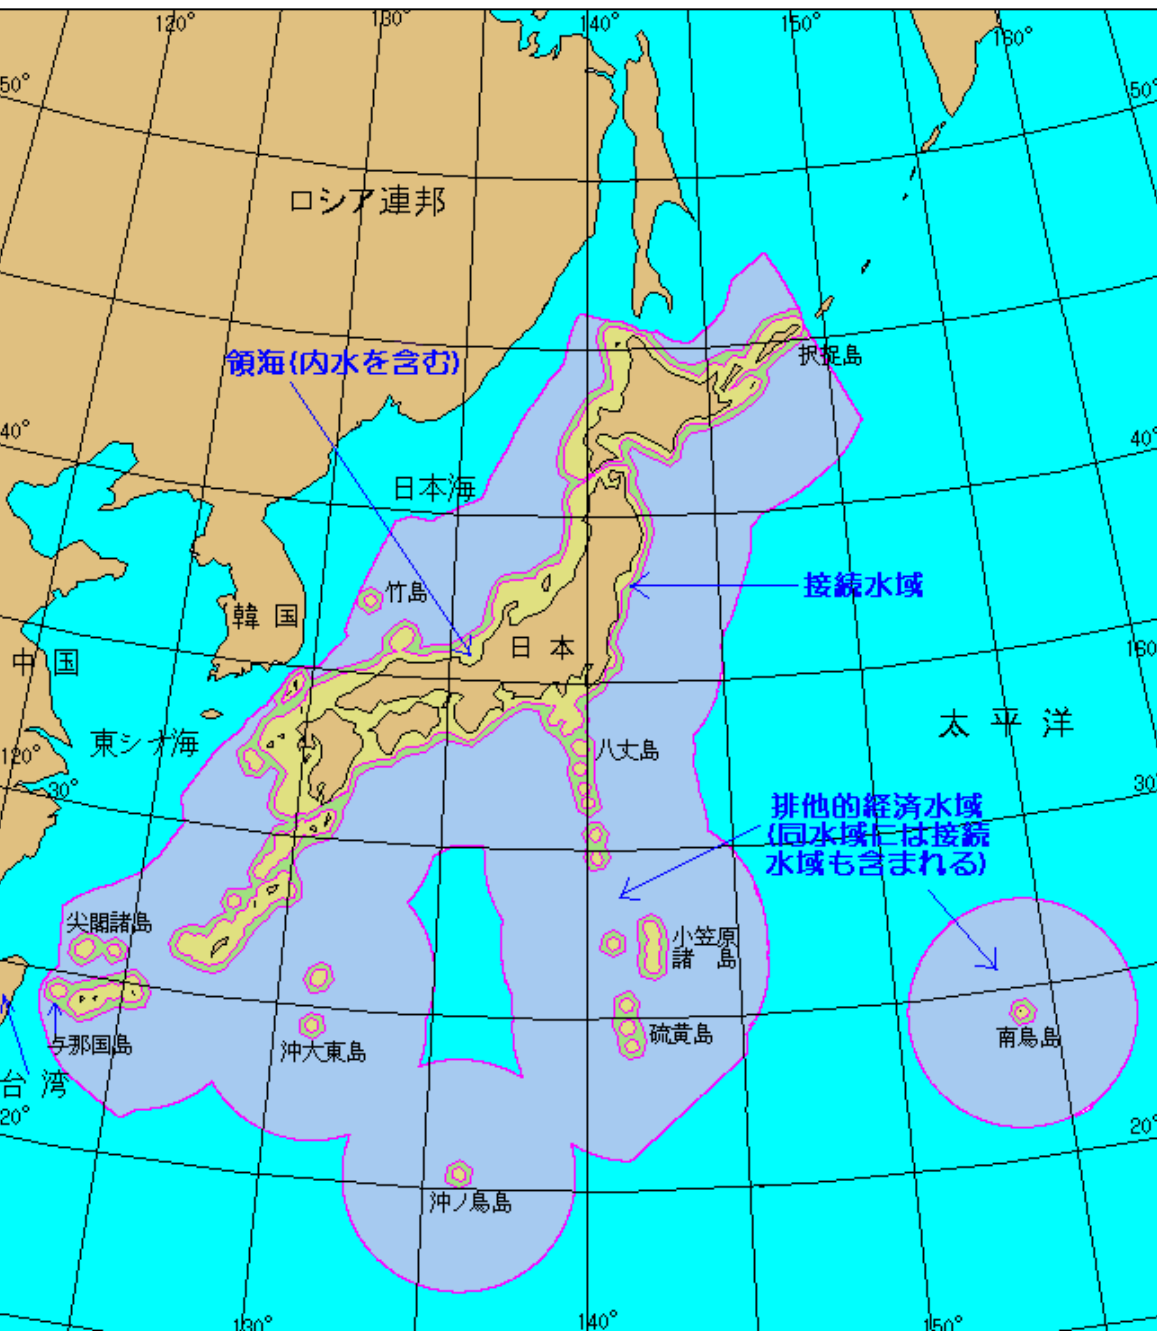 120°
130°
140°
150°
160°
50°
50°
ロシア連邦
択捉島
領海(内水を含む)
40°
40°
日本海
竹島
接続水域
韓国
日本
中国
160°
太平洋
東シナ海
120°
八丈島
30°
30°
排他的経済水域
(同水域には接続
水域も含まれる)
尖閣諸島
小笠原
諸島
硫黄島
南鳥島
与那国島
沖大東島
台湾
20°
20°
沖ノ鳥島
130°
140°
150°